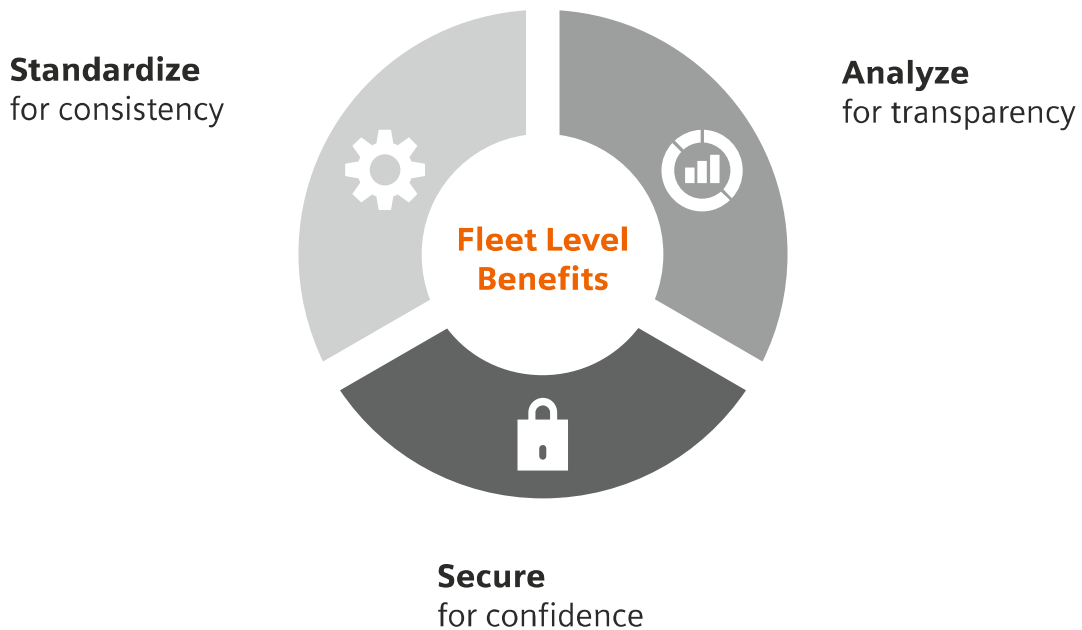 Standardize
for consistency
Analyze
for transparency
Fleet Level
Benefits
Secure
for confidence